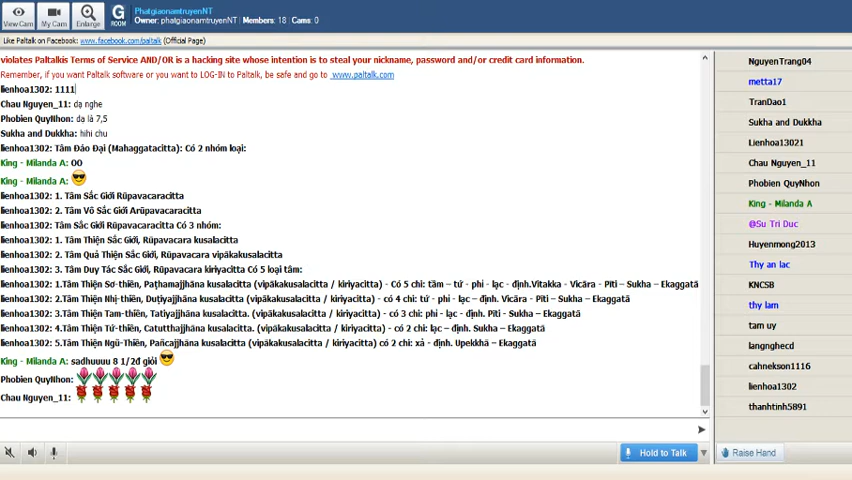 View Cam
My Cam
Enlarge
G
ROOM
PhatgiaonamtruyenNT
Owner: phatgiaonamtruyenNT | Members: 18 | Cams: 0
Like Paltalk on Facebook: www.facebook.com/paltalk (Official Page)
violates Paltalkis Terms of Service AND/OR is a hacking site whose intention is to steal your nickname, password and/or credit card information.
Remember, if you want Paltalk software or you want to LOG-IN to Paltalk, be safe and go to www.paltalk.com
lienhoa1302: 1111
Chau Nguyen_11: dạ nghe
Phobien QuyNhon: dạ là 7,5
Sukha and Dukkha: hihi chu
lienhoa1302: Tâm Đáo Đại (Mahaggatacitta): Có 2 nhóm loại:
King - Milanda A: OO
King - Milanda A:
lienhoa1302: 1. Tâm Sắc Giới Rūpavacaracitta
lienhoa1302: 2. Tâm Vô Sắc Giới Arūpavacaracitta
lienhoa1302: Tâm Sắc Giới Rūpavacaracitta Có 3 nhóm:
lienhoa1302: 1. Tâm Thiện Sắc Giới, Rūpavacara kusalacitta
lienhoa1302: 2. Tâm Quả Thiện Sắc Giới, Rūpavacara vipākakusalacitta
lienhoa1302: 3. Tâm Duy Tác Sắc Giới, Rūpavacara kiriyacitta Có 5 loại tâm:
lienhoa1302: 1.Tâm Thiện Sơ-thiên, Paṭhamajjhāna kusalacitta (vipākakusalacitta / kiriyacitta) - Có 5 chi: tầm – tứ - phi - lạc - định.Vitakka - Vicāra - Pīti – Sukha – Ekaggatā
lienhoa1302: 2.Tâm Thiện Nhị-thiền, Duṭiyajjhāna kusalacitta (vipākakusalacitta / kiriyacitta) - có 4 chi: tứ - phi - lạc – định. Vicāra - Pīti – Sukha - Ekaggatā
lienhoa1302: 3.Tâm Thiện Tam-thiền, Tatiyajjhāna kusalacitta. (vipākakusalacitta / kiriyacitta) - có 3 chi: phi - lạc – định. Pīti – Sukha – Ekaggatā
lienhoa1302: 4.Tâm Thiện Tứ-thiền, Catutthajjhāna kusalacitta. (vipākakusalacitta / kiriyacitta) - có 2 chi: lạc – định. Sukha – Ekaggatā
lienhoa1302: 5.Tâm Thiện Ngũ-Thiền, Pañcajjhāna kusalacitta (vipākakusalacitta / kiriyacitta) có 2 chi: xả - định. Upekkhā – Ekaggatā
King - Milanda A: sadhuuuu 8 1/2đ giỏi
Phobien QuyNhon:
Chau Nguyen_11:
Hold to Talk
NguyenTrang04
metta17
TranDao1
Sukha and Dukkha
Lienhoa13021
Chau Nguyen_11
Phobien QuyNhon
King - Milanda A
@Su Tri Duc
Huyenmong2013
Thy an lac
KNCSB
thy lam
tam uy
langnghecd
cahnekson1116
lienhoa1302
thanhtinh5891
Raise Hand